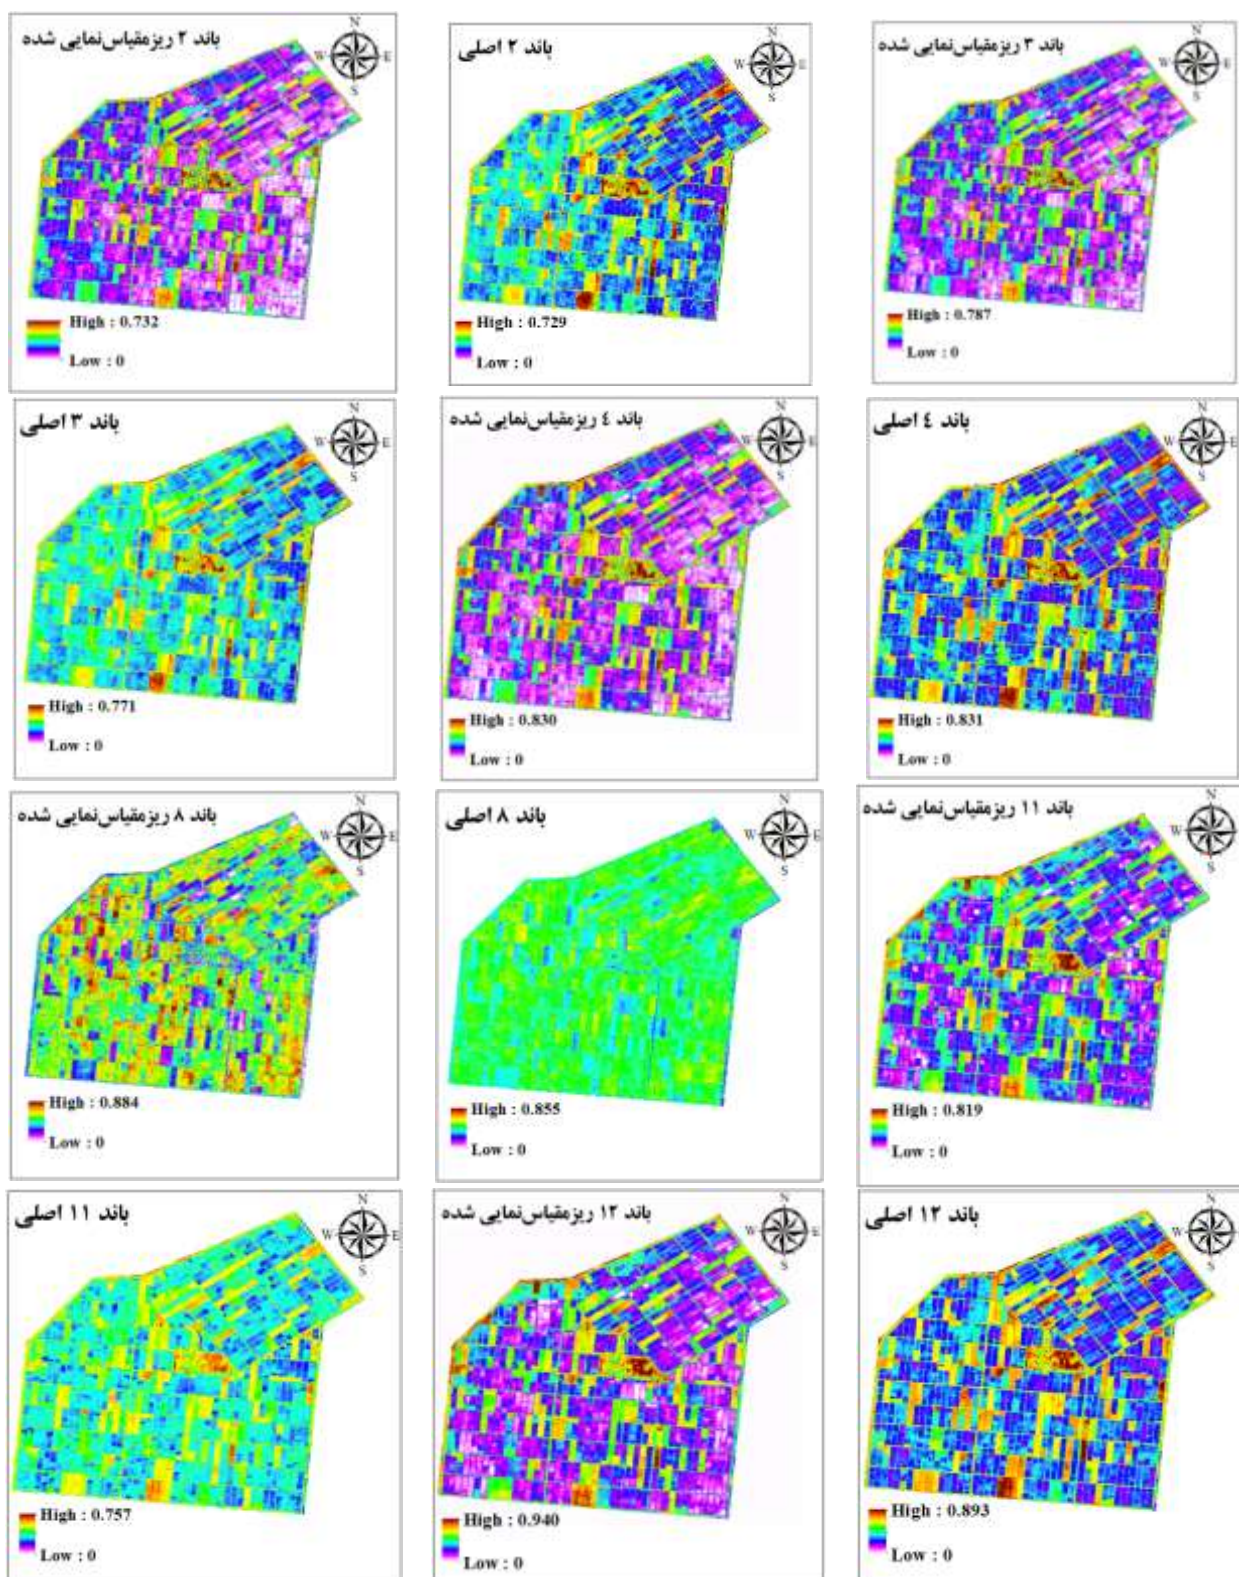 باند ۲ ریزمقیاس‌نمایی شده
N
W
E
S
High : 0.732
Low : 0
باند ۲ اصلی
N
W
E
S
High : 0.729
Low : 0
باند ۳ ریزمقیاس‌نمایی شده
N
W
E
S
High : 0.787
Low : 0
باند ۳ اصلی
N
W
E
S
High : 0.771
Low : 0
باند ٤ ریزمقیاس‌نمایی شده
N
W
E
S
High : 0.830
Low : 0
باند ٤ اصلی
N
W
E
S
High : 0.831
Low : 0
باند ۸ ریزمقیاس‌نمایی شده
N
W
E
S
High : 0.884
Low : 0
باند ۸ اصلی
N
W
E
S
High : 0.855
Low : 0
باند ۱۱ ریزمقیاس‌نمایی شده
N
W
E
S
High : 0.819
Low : 0
باند ۱۱ اصلی
N
W
E
S
High : 0.757
Low : 0
باند ۱۲ ریزمقیاس‌نمایی شده
N
W
E
S
High : 0.940
Low : 0
باند ۱۲ اصلی
N
W
E
S
High : 0.893
Low : 0